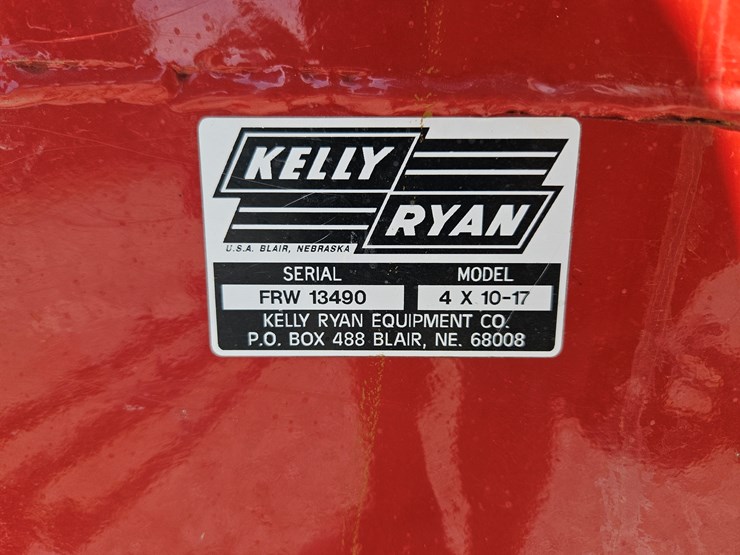 KELLY
RYAN
U.S.A. BLAIR, NEBRASKA
SERIAL MODEL
FRW 13490 4 X 10-17
KELLY RYAN EQUIPMENT CO.
P.O. BOX 488 BLAIR, NE. 68008